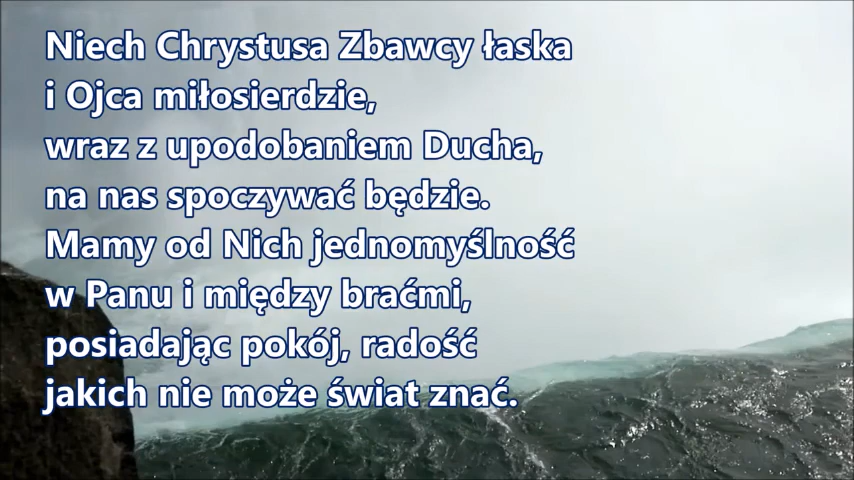 Niech Chrystusa Zbawcy łaska
i Ojca miłosierdzie,
wraz z upodobaniem Ducha,
na nas spoczywać będzie.
Mamy od Nich jednomyślność
w Panu i między braćmi,
posiadając pokój, radość
jakich nie może świat znać.